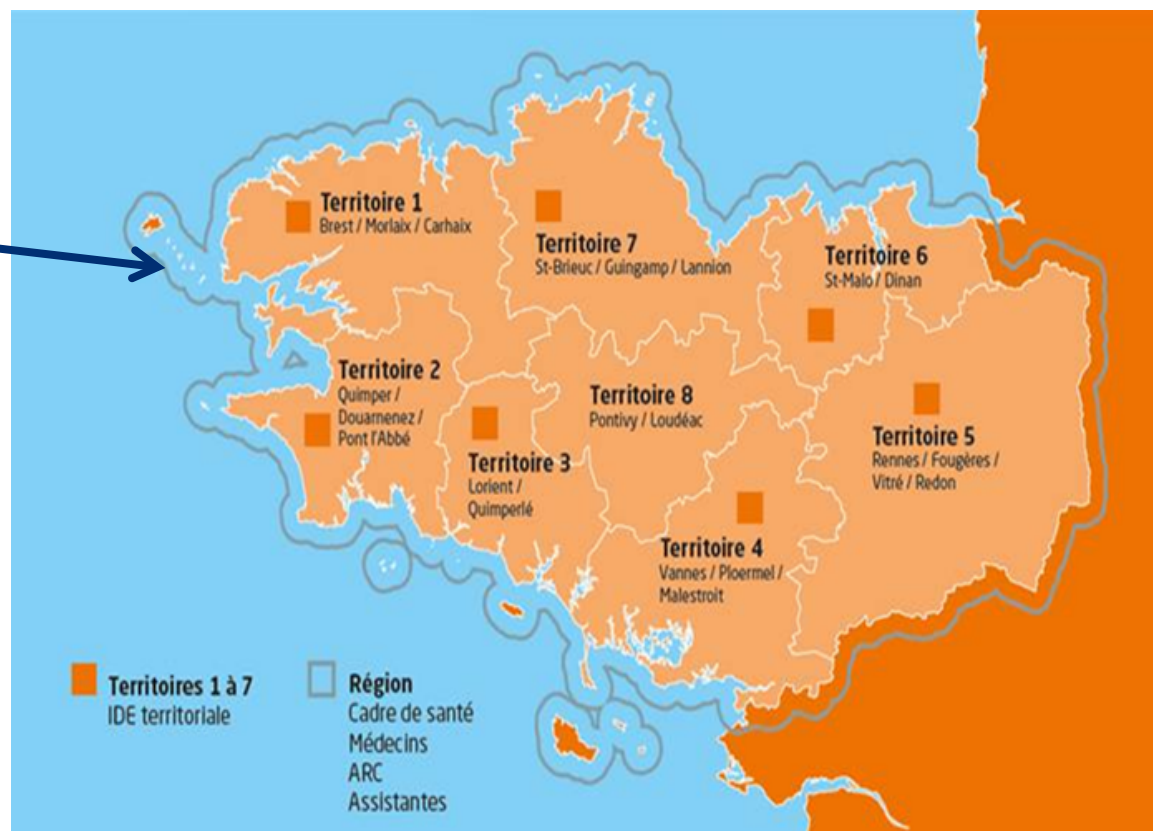 Territoire 1
Brest / Morlaix / Carhaix
Territoire 7
St-Brieuc / Guingamp / Lannion
Territoire 6
St-Malo / Dinan
Territoire 2
Quimper /
Douarnenez /
Pont l'Abbé
Territoire 8
Pontivy / Loudéac
Territoire 5
Rennes / Fougères /
Vitré / Redon
Territoire 3
Lorient /
Quimperlé
Territoire 4
Vannes / Ploermel /
Malestroit
Territoires 1 à 7
IDE territoriale
Région
Cadre de santé
Médecins
ARC
Assistantes